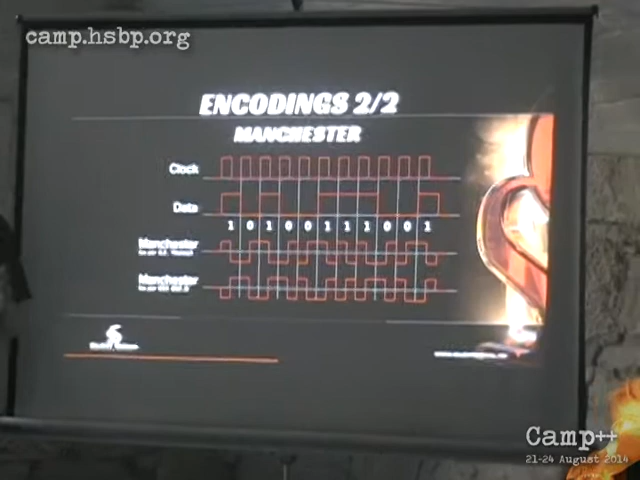 camp.hsbp.org
ENCODINGS 2/2
MANCHESTER
Clock
Data
1 0 1 0 0 1 1 1 0 0 1
Manchester
Manchester
Camp++
21-24 August 2014